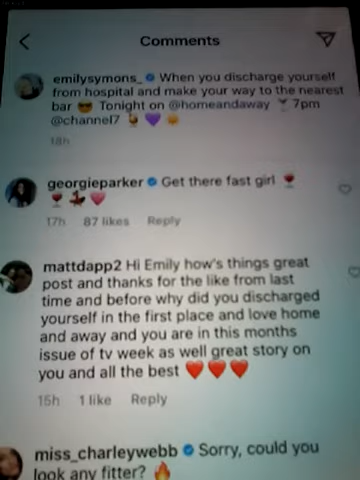 Comments
emilysymons_ When you discharge yourself
from hospital and make your way to the nearest
bar 😎 Tonight on @homeandaway 🍸 7pm
@channel7 🍹 💜 ☀️
18h
georgieparker Get there fast girl 🍷
🍷 💃 💗
17h 87 likes Reply
mattdapp2 Hi Emily how's things great
post and thanks for the like from last
time and before why did you discharged
yourself in the first place and love home
and away and you are in this months
issue of tv week as well great story on
you and all the best ❤️ ❤️ ❤️
15h 1 like Reply
miss_charleywebb Sorry, could you
look any fitter? 🔥